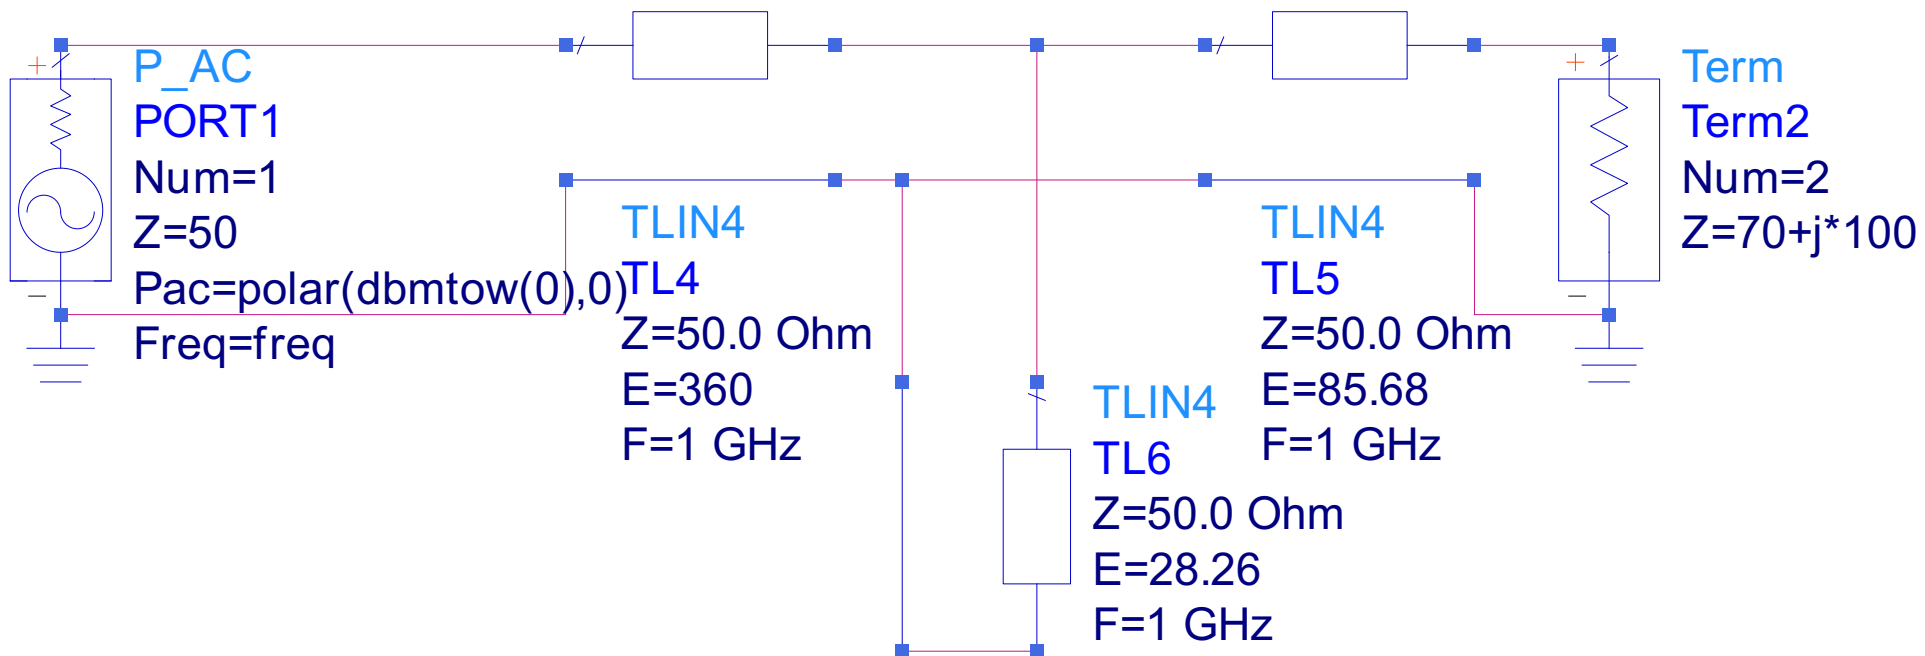 +
P_AC
PORT1
Num=1
Z=50
Pac=polar(dbmtow(0),0)
Freq=freq
−
TLIN4
TL4
Z=50.0 Ohm
E=360
F=1 GHz
TLIN4
TL6
Z=50.0 Ohm
E=28.26
F=1 GHz
TLIN4
TL5
Z=50.0 Ohm
E=85.68
F=1 GHz
+
Term
Term2
Num=2
Z=70+j*100
−